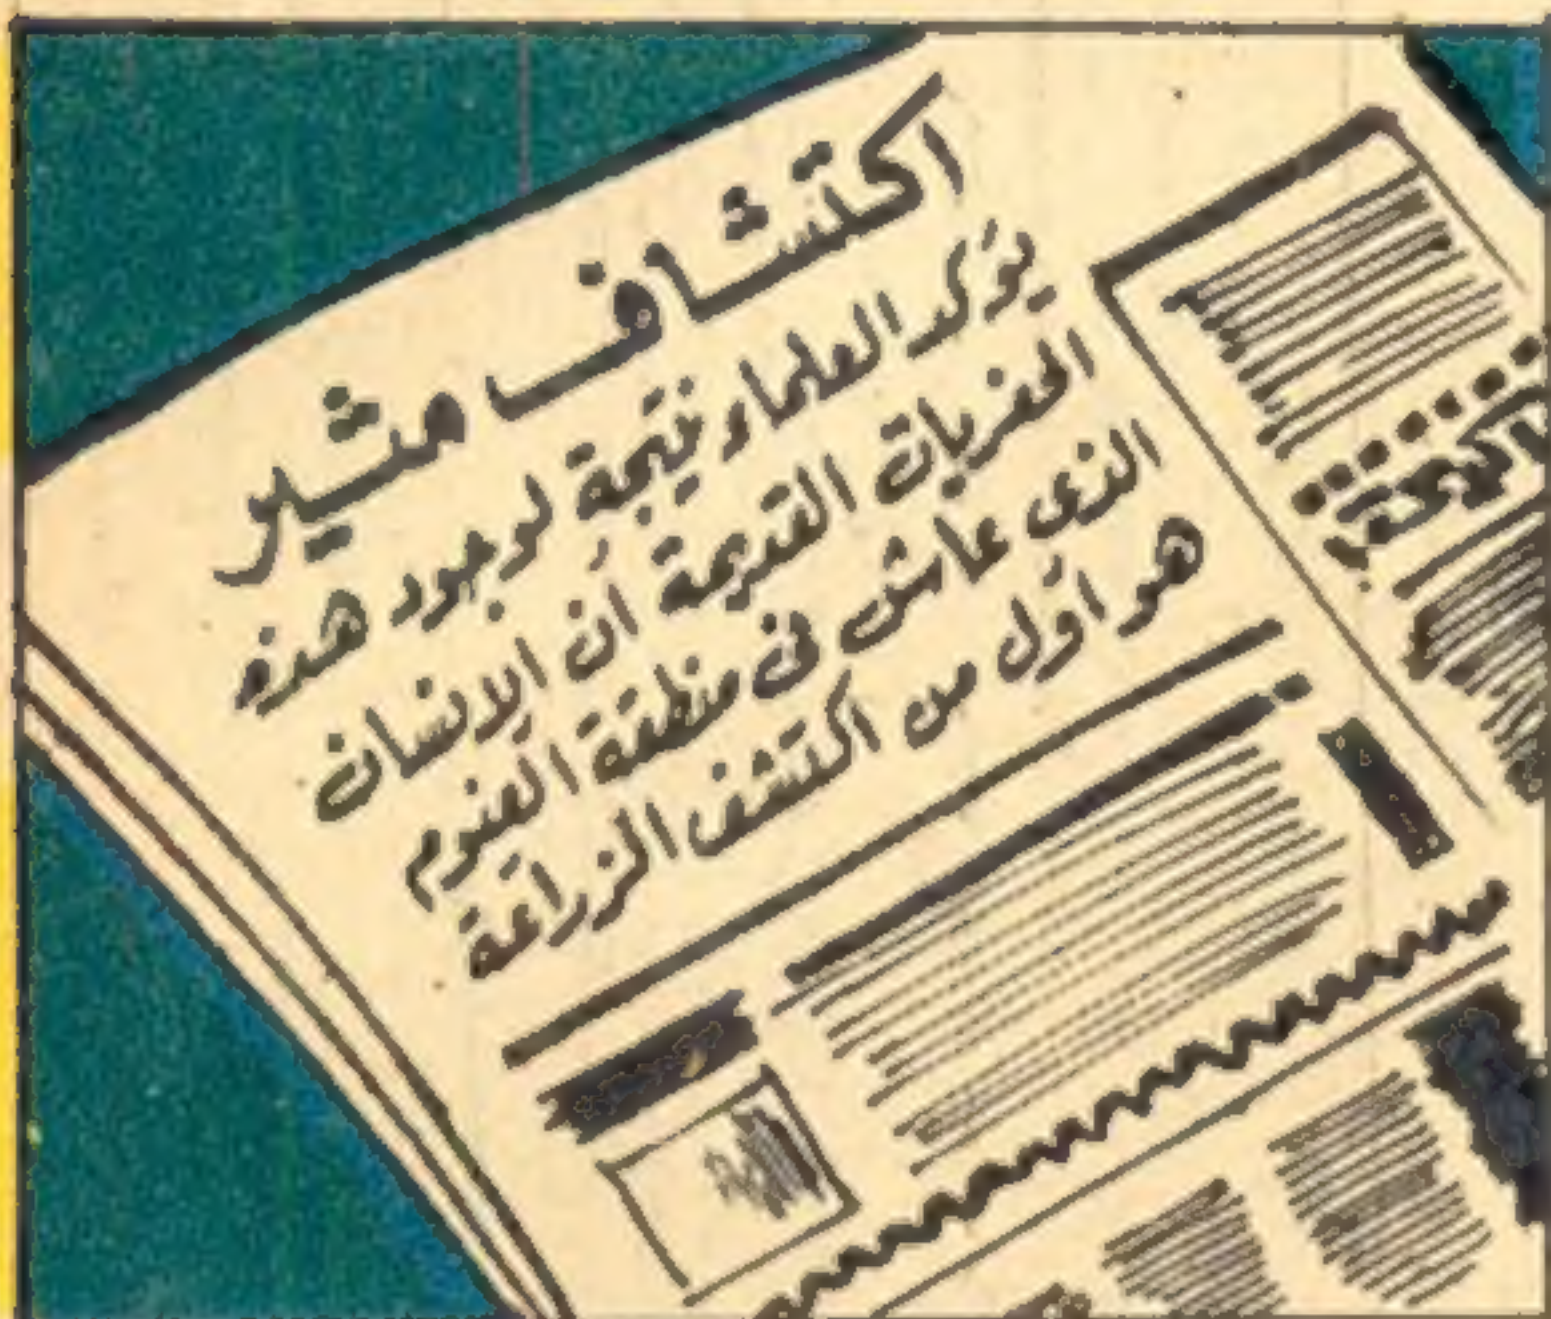 اكتشاف مثير
يؤكد العلماء نتيجة لوجود هذه
الحفريات القديمة أن الإنسان
الذي عاش في منطقة الفيوم
هو أول من اكتشف الزراعة